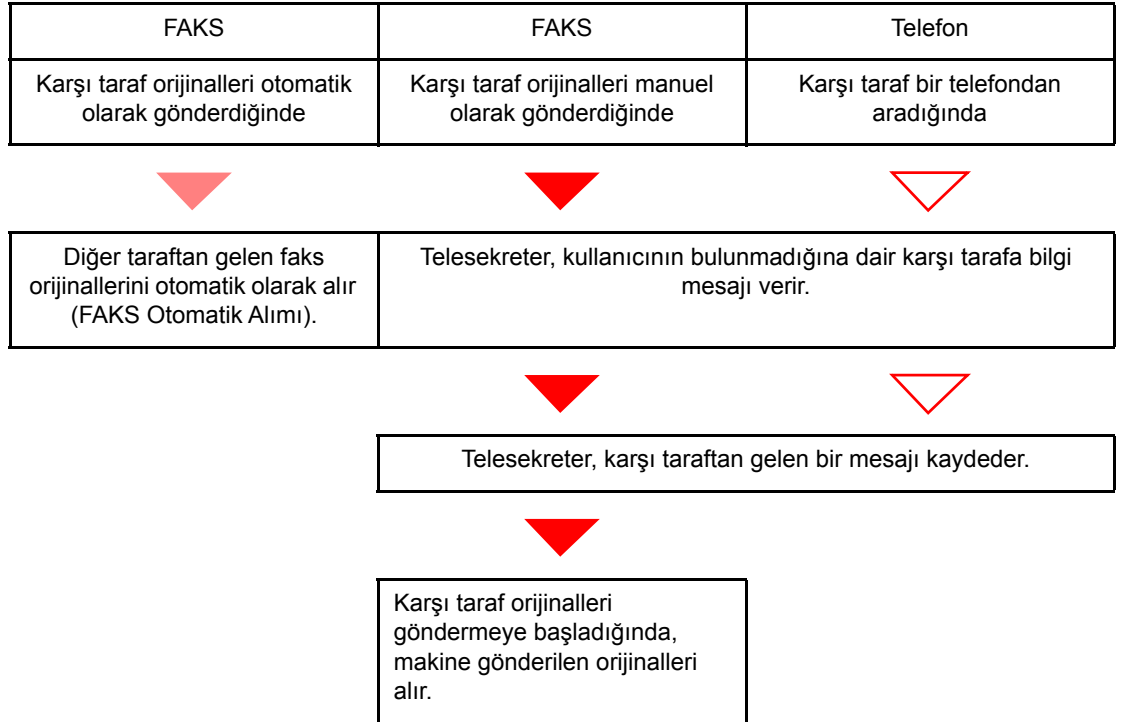 FAKS
FAKS
Telefon
Karşı taraf orijinalleri otomatik
olarak gönderdiğinde
Karşı taraf orijinalleri manuel
olarak gönderdiğinde
Karşı taraf bir telefondan
aradığında
Diğer taraftan gelen faks
orijinallerini otomatik olarak alır
(FAKS Otomatik Alımı).
Telesekreter, kullanıcının bulunmadığına dair karşı tarafa bilgi
mesajı verir.
Telesekreter, karşı taraftan gelen bir mesajı kaydeder.
Karşı taraf orijinalleri
göndermeye başladığında,
makine gönderilen orijinalleri
alır.